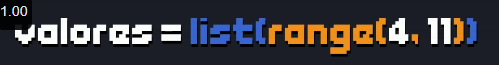 1.00
valores = list(range(4, 11))